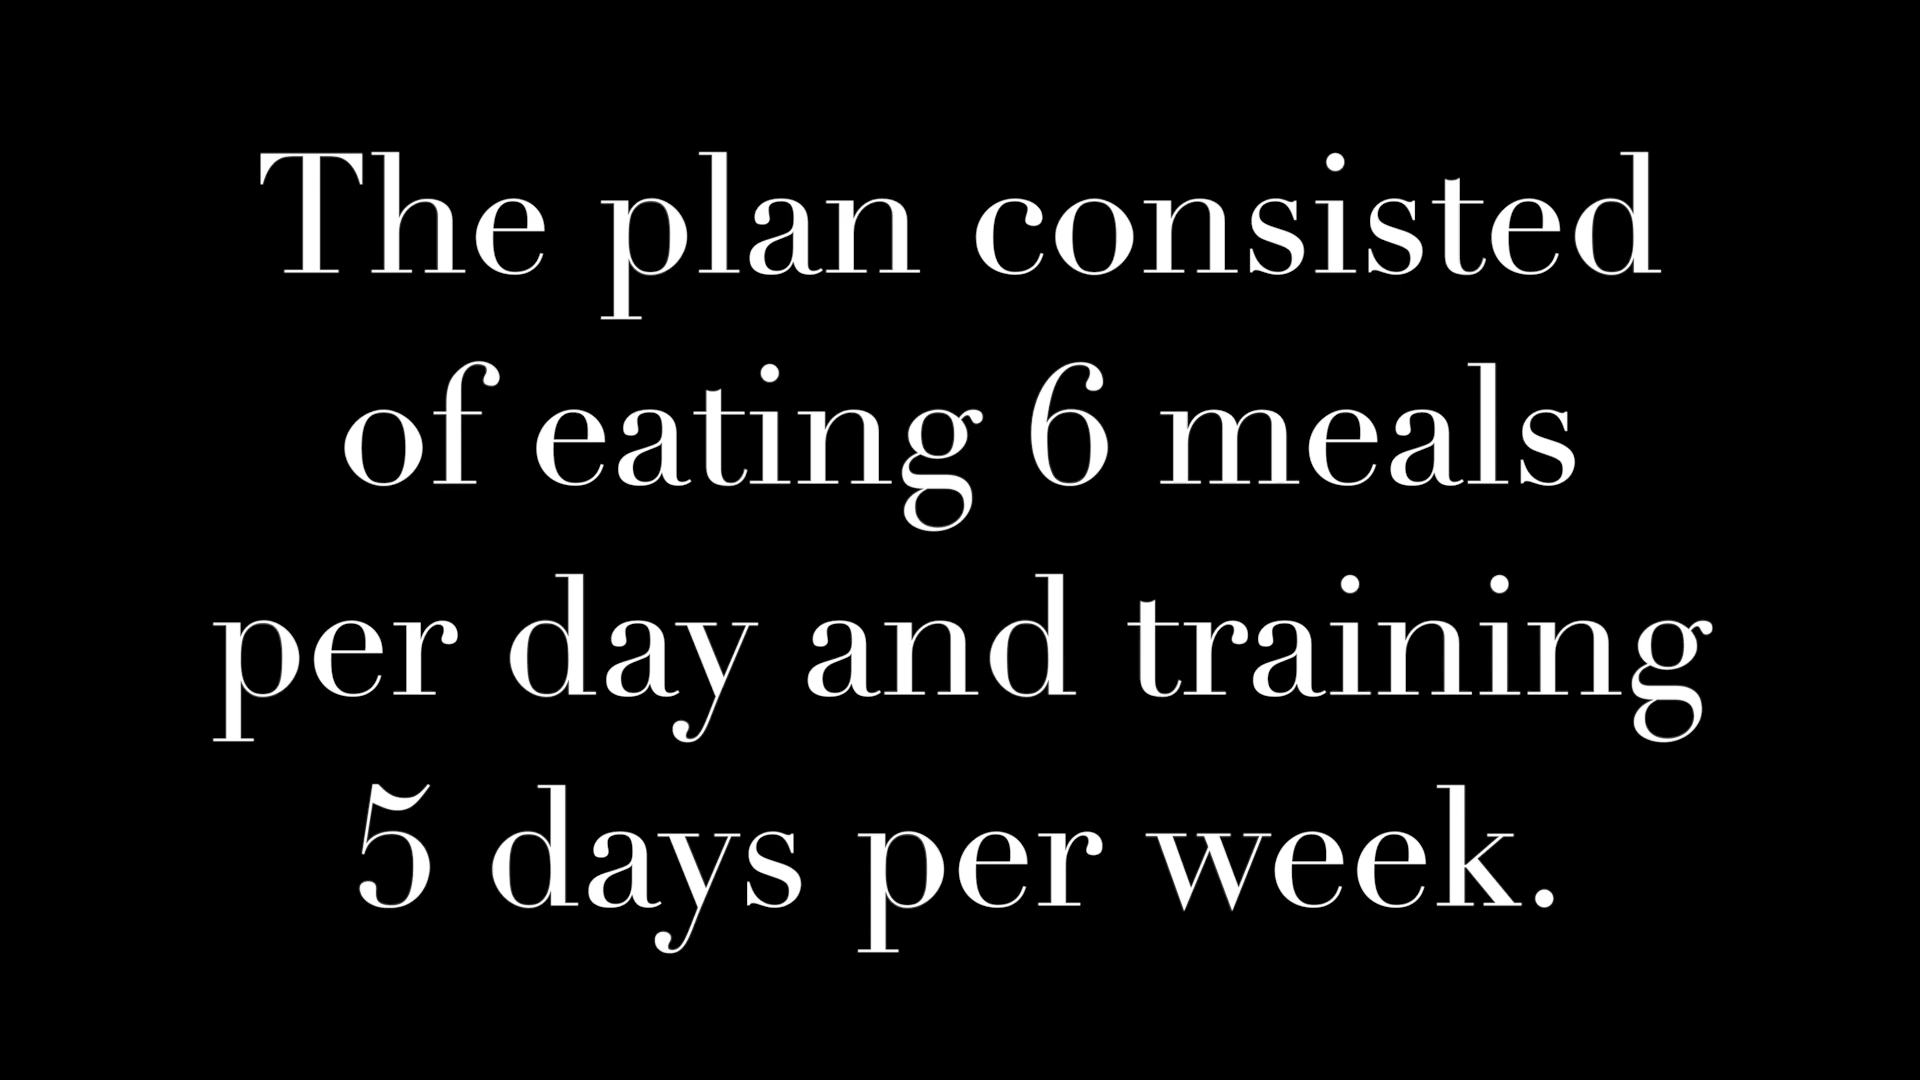 The plan consisted
of eating 6 meals
per day and training
5 days per week.